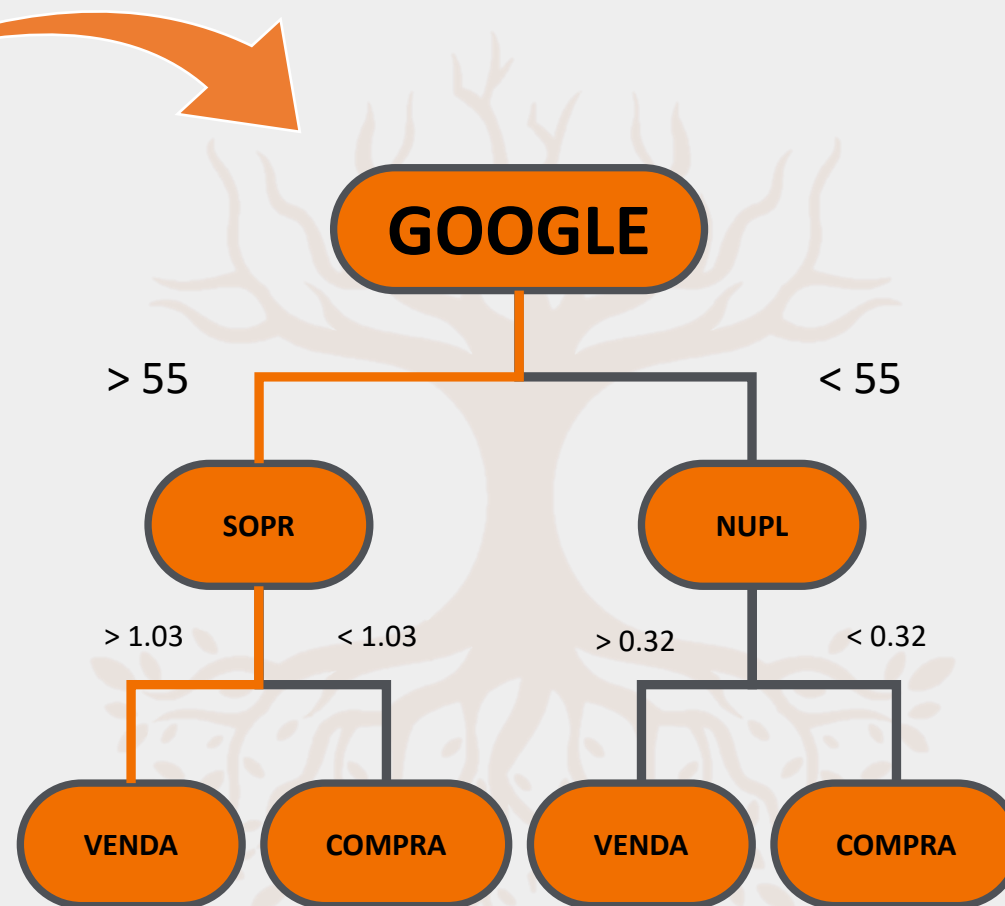 GOOGLE
> 55
< 55
SOPR
NUPL
> 1.03
< 1.03
> 0.32
< 0.32
VENDA
COMPRA
VENDA
COMPRA